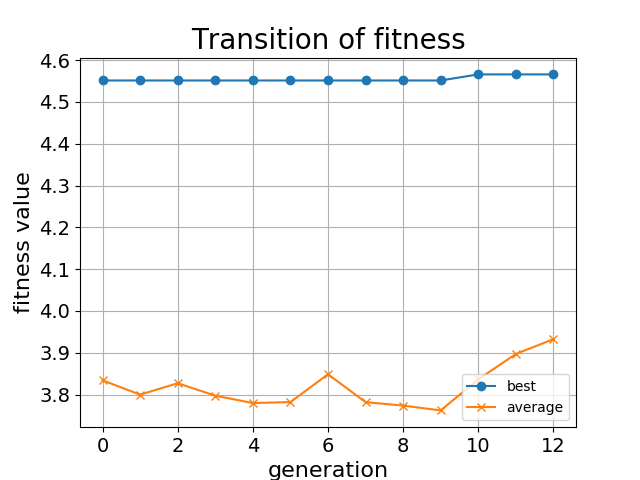 Transition of fitness
fitness value
4.6
4.5
4.4
4.3
4.2
4.1
4.0
3.9
3.8
0 2 4 6 8 10 12
generation
best
average